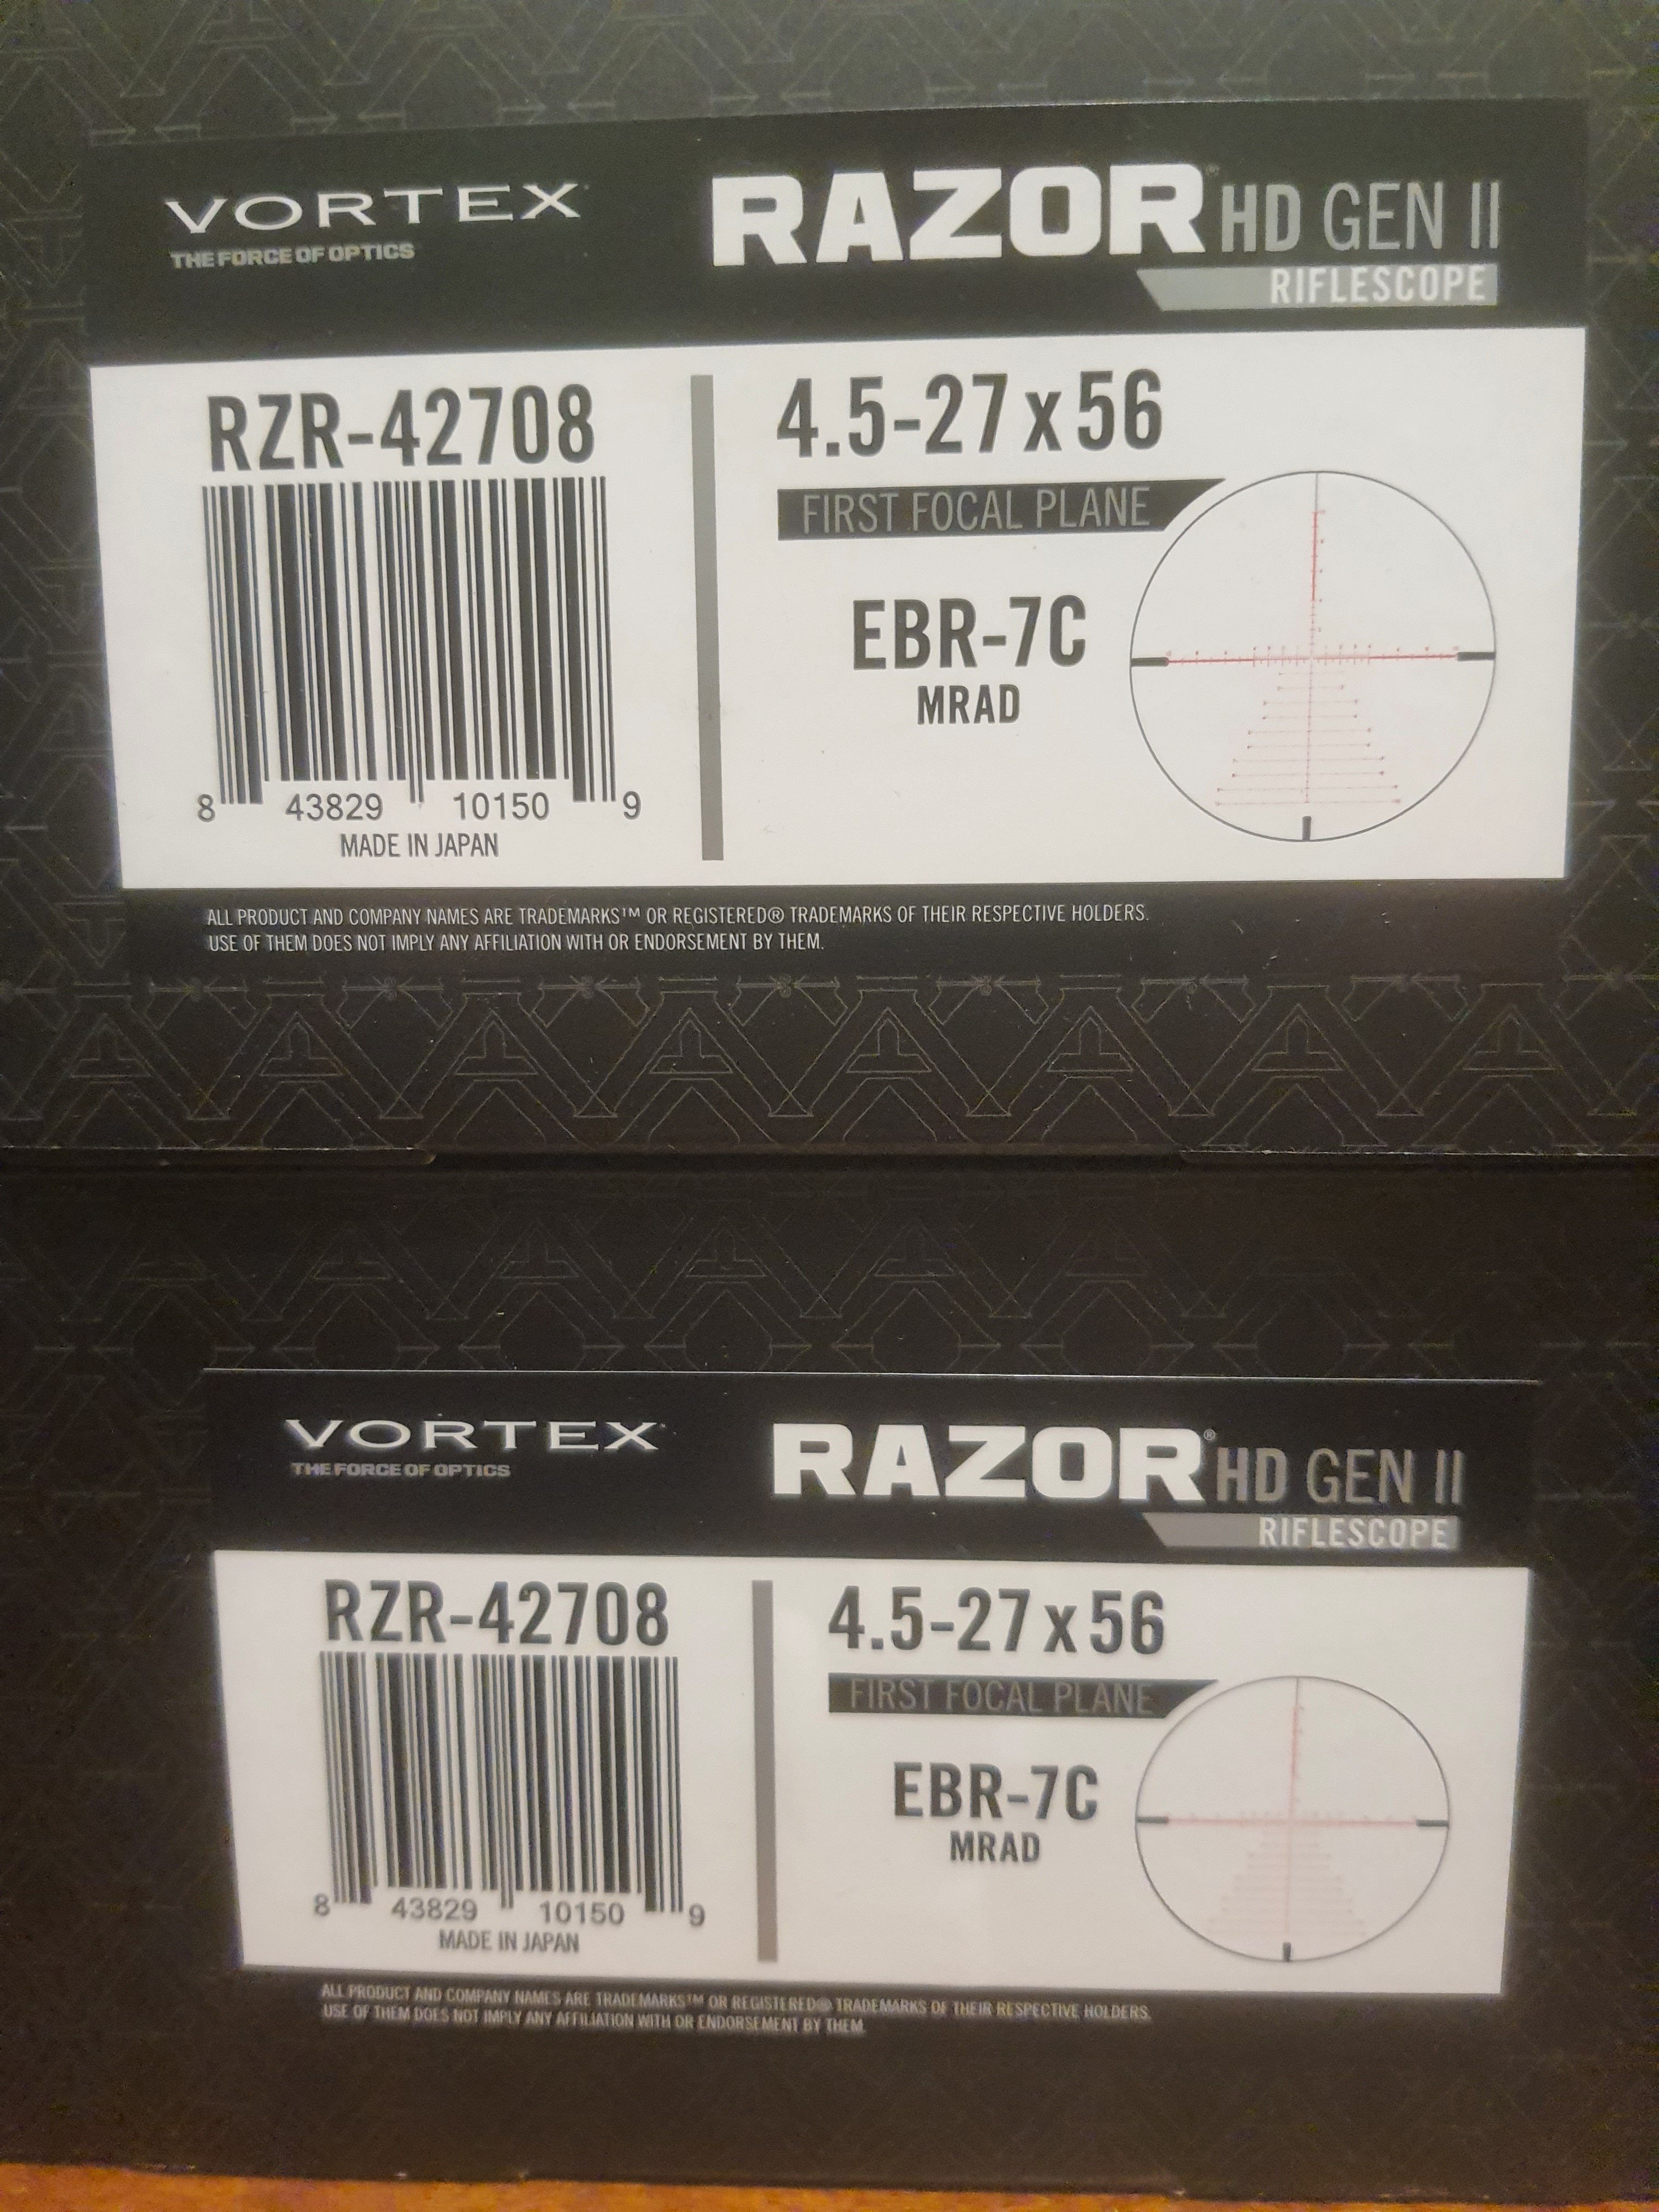 VORTEX
THE FORCE OF OPTICS
RAZOR® HD GEN II
RIFLESCOPE
RZR-42708
8 43829 10150 9
MADE IN JAPAN
4.5-27 x 56
FIRST FOCAL PLANE
EBR-7C
MRAD
ALL PRODUCT AND COMPANY NAMES ARE TRADEMARKS™ OR REGISTERED® TRADEMARKS OF THEIR RESPECTIVE HOLDERS.
USE OF THEM DOES NOT IMPLY ANY AFFILIATION WITH OR ENDORSEMENT BY THEM.
VORTEX
THE FORCE OF OPTICS
RAZOR® HD GEN II
RIFLESCOPE
RZR-42708
8 43829 10150 9
MADE IN JAPAN
4.5-27 x 56
FIRST FOCAL PLANE
EBR-7C
MRAD
ALL PRODUCT AND COMPANY NAMES ARE TRADEMARKS™ OR REGISTERED® TRADEMARKS OF THEIR RESPECTIVE HOLDERS.
USE OF THEM DOES NOT IMPLY ANY AFFILIATION WITH OR ENDORSEMENT BY THEM.